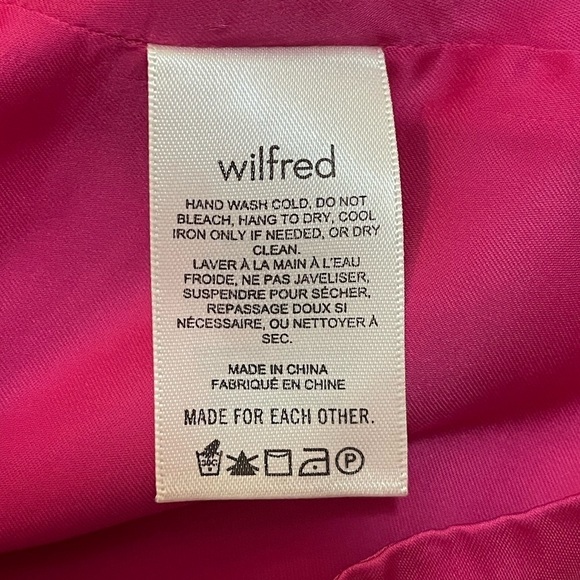 wilfred
HAND WASH COLD, DO NOT
BLEACH, HANG TO DRY, COOL
IRON ONLY IF NEEDED, OR DRY
CLEAN.
LAVER À LA MAIN À L'EAU
FROIDE, NE PAS JAVELISER,
SUSPENDRE POUR SÉCHER,
REPASSAGE DOUX SI
NÉCESSAIRE, OU NETTOYER À
SEC.
MADE IN CHINA
FABRIQUÉ EN CHINE
MADE FOR EACH OTHER.
P